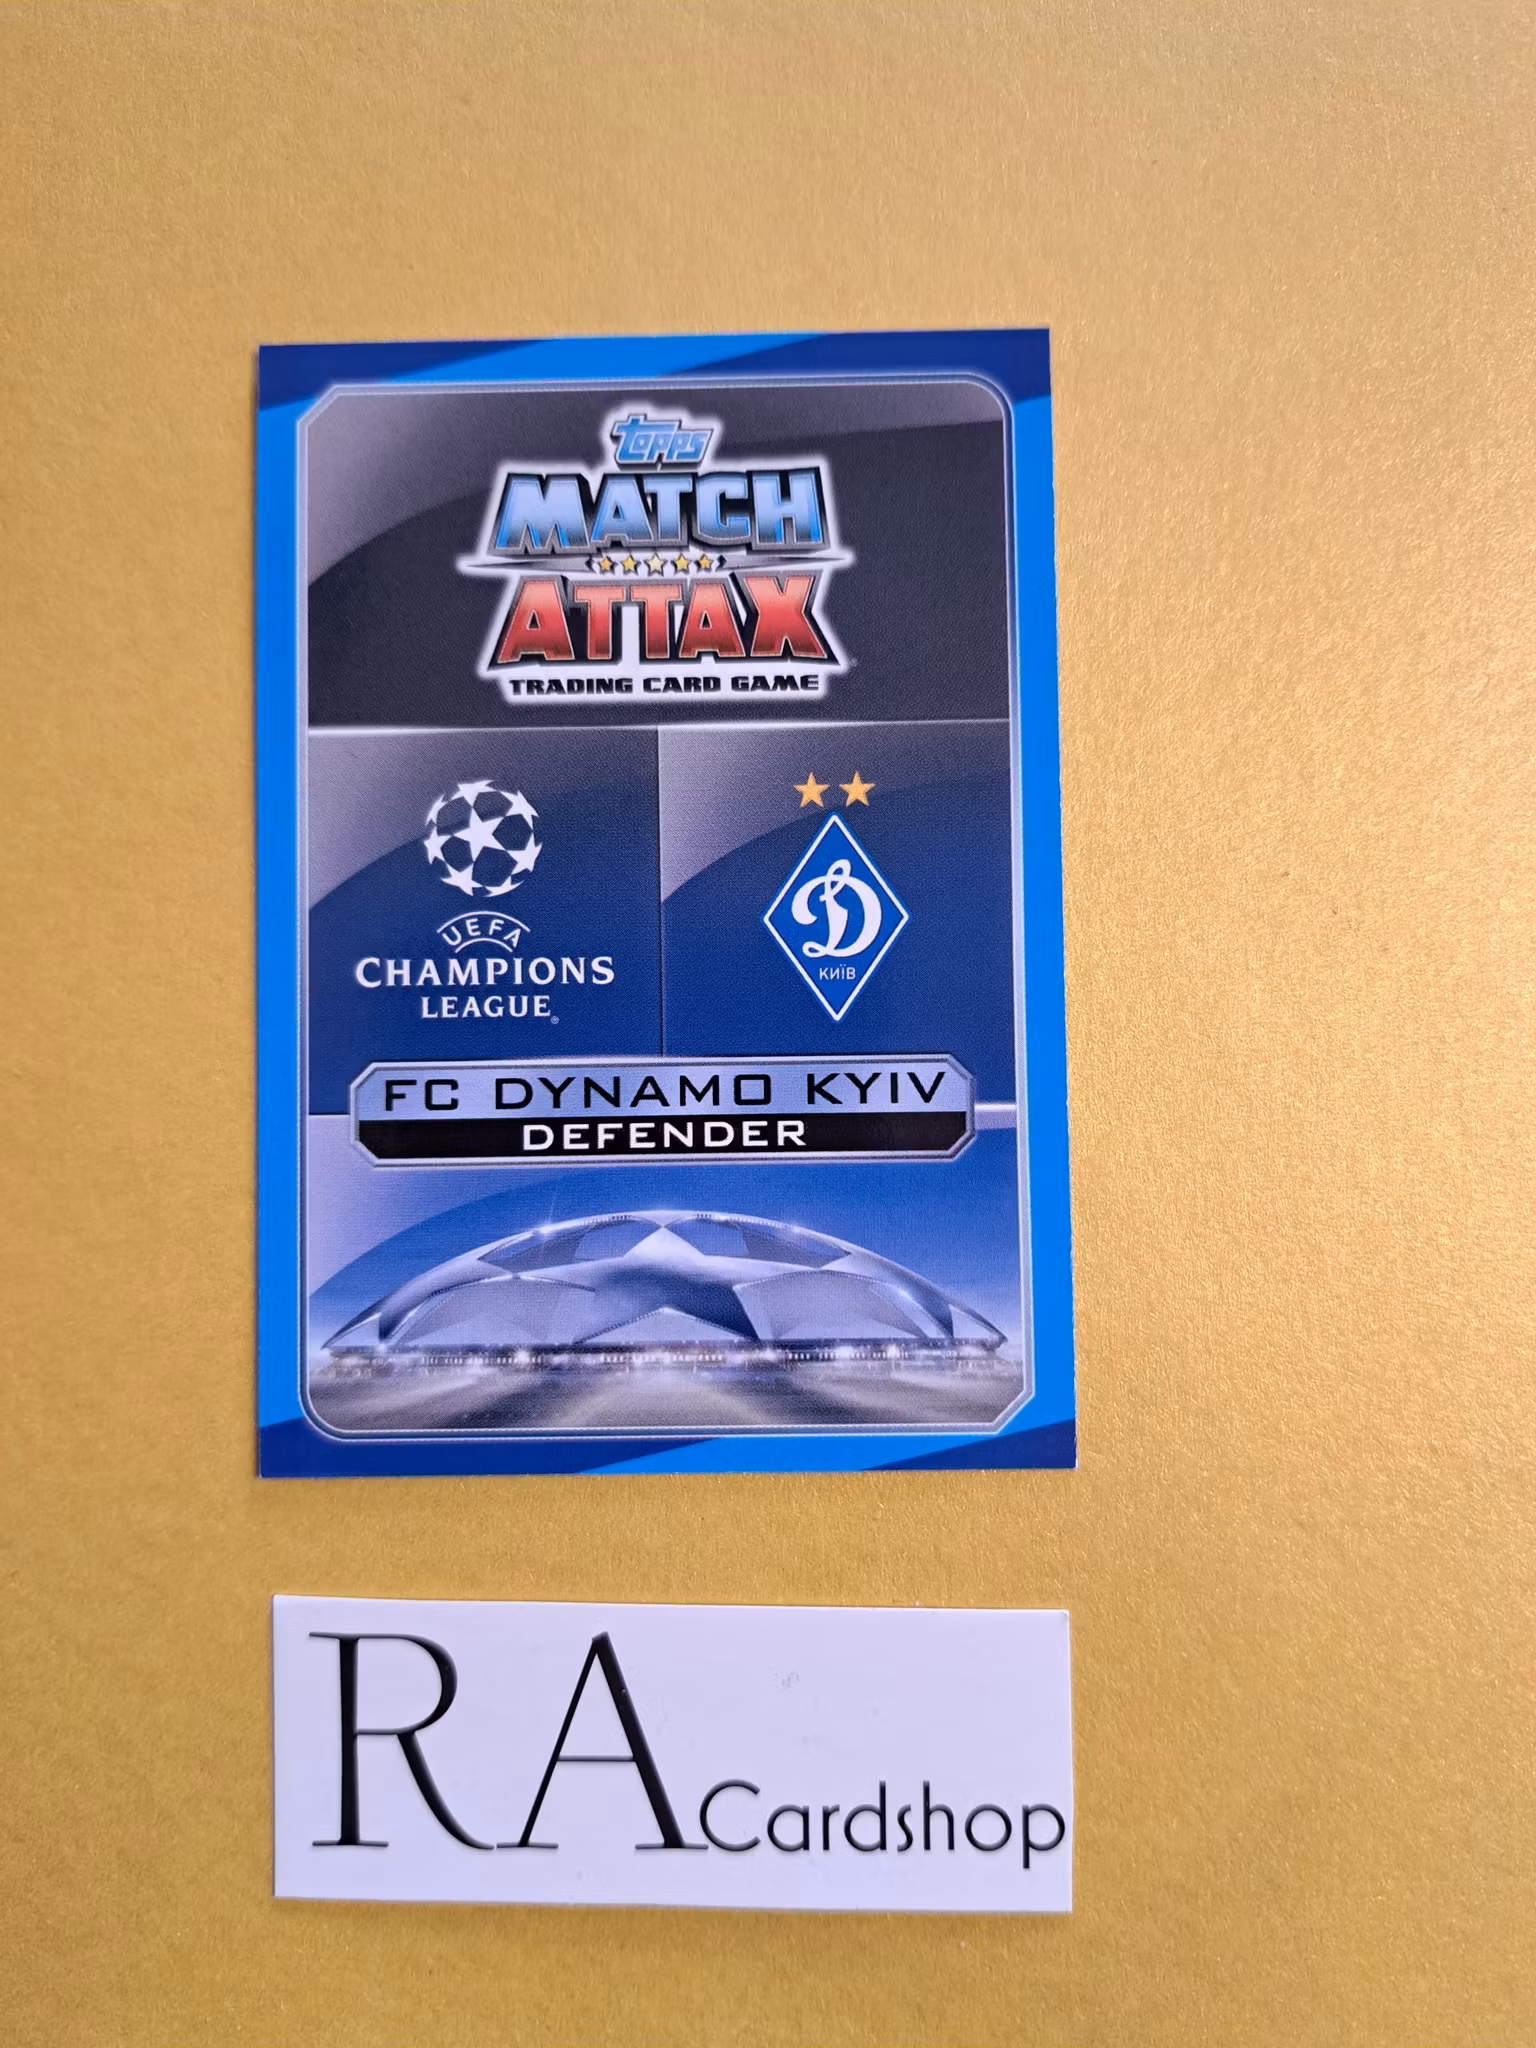 topps
MATCH
ATTAX
TRADING CARD GAME
UEFA
CHAMPIONS
LEAGUE®
Д
КИЇВ
FC DYNAMO KYIV
DEFENDER
RA Cardshop